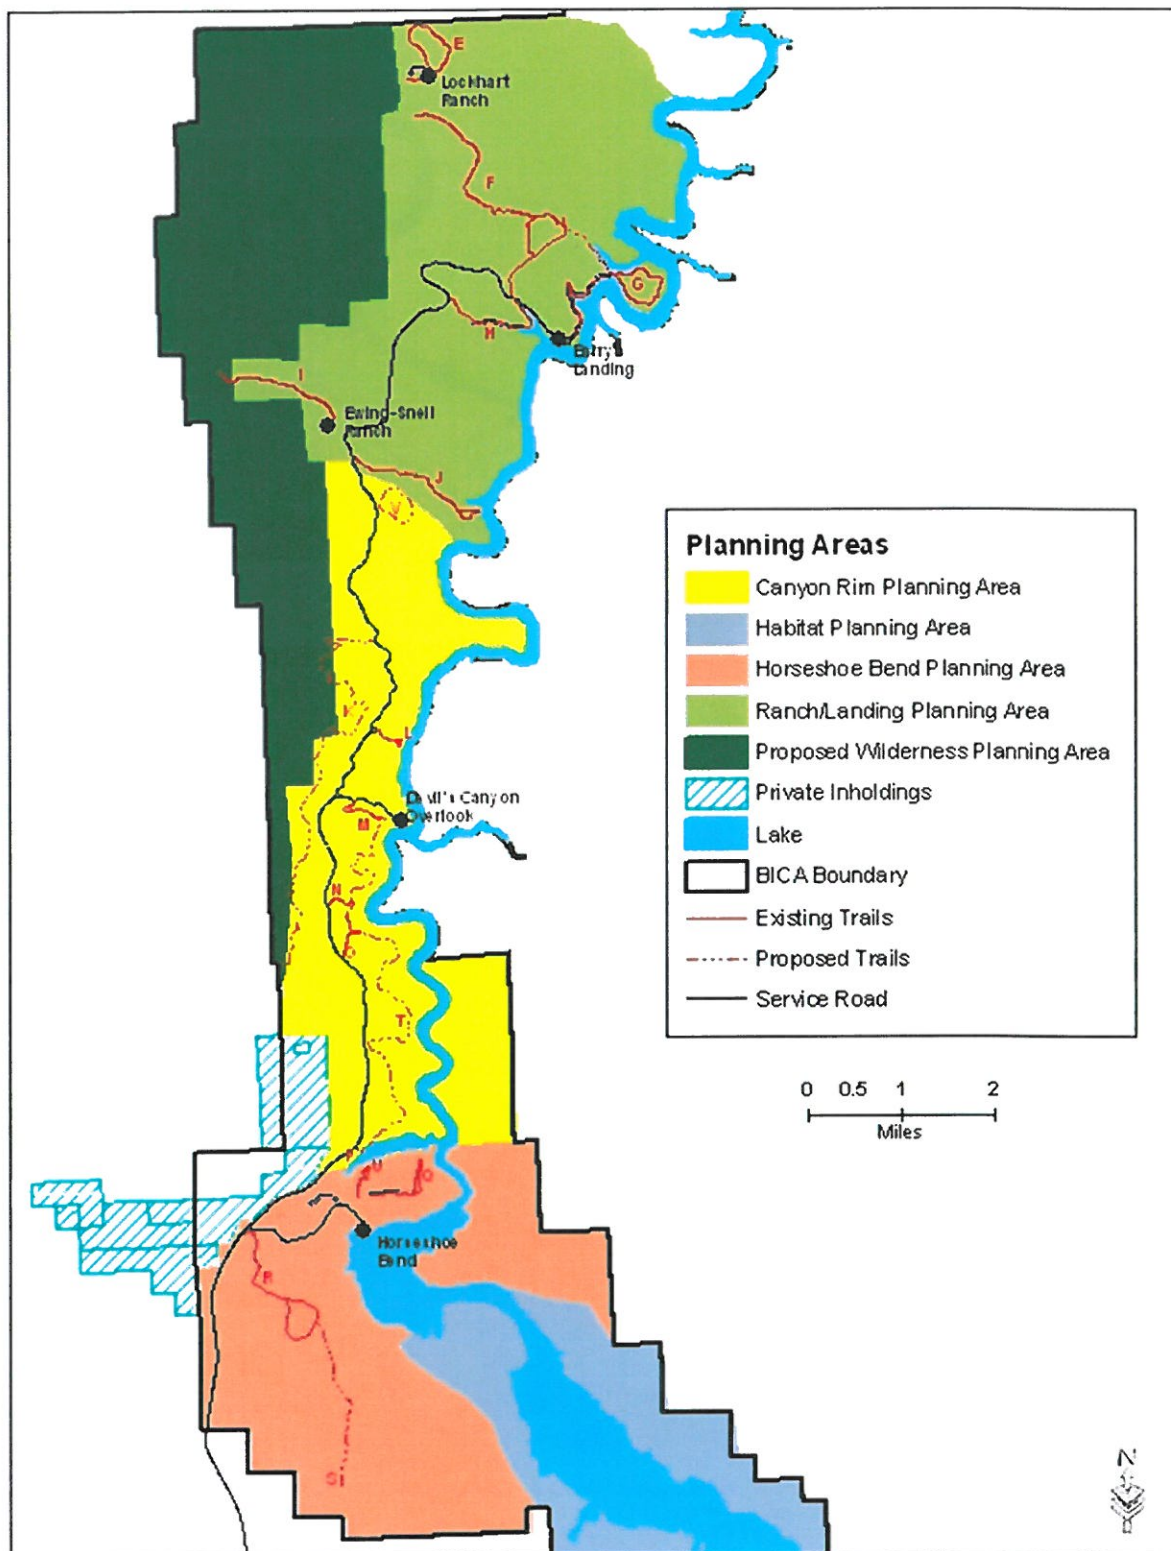 E
Lockhart
Ranch
F
G
H
Barry's
Landing
I
Ewing-Snell
Ranch
J
V
Planning Areas
Canyon Rim Planning Area
Habitat Planning Area
Horseshoe Bend Planning Area
Ranch/Landing Planning Area
Proposed Wilderness Planning Area
Private Inholdings
Lake
BICA Boundary
Existing Trails
Proposed Trails
Service Road
K
L
Devil's Canyon
Overlook
M
N
O
T
0 0.5 1 2
Miles
P
U
Q
Horseshoe
Bend
R
S
N